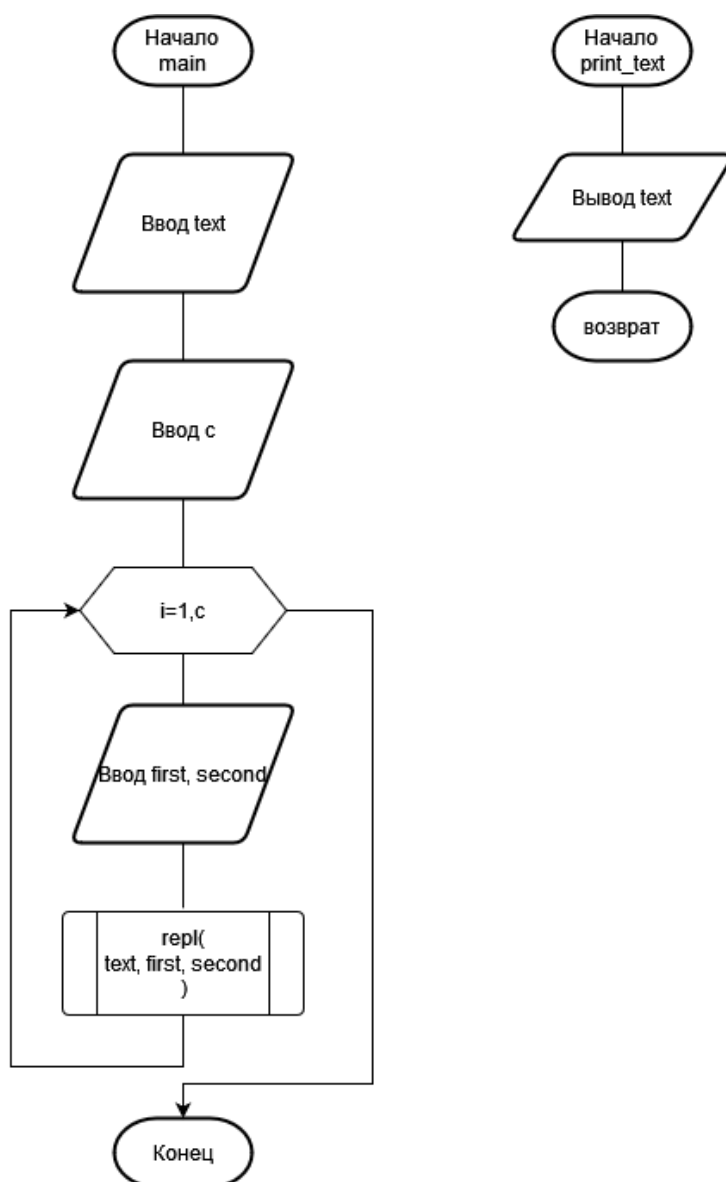 Начало
main
Ввод text
Ввод c
i=1,c
Ввод first, second
repl(
text, first, second
)
Конец
Начало
print_text
Вывод text
возврат